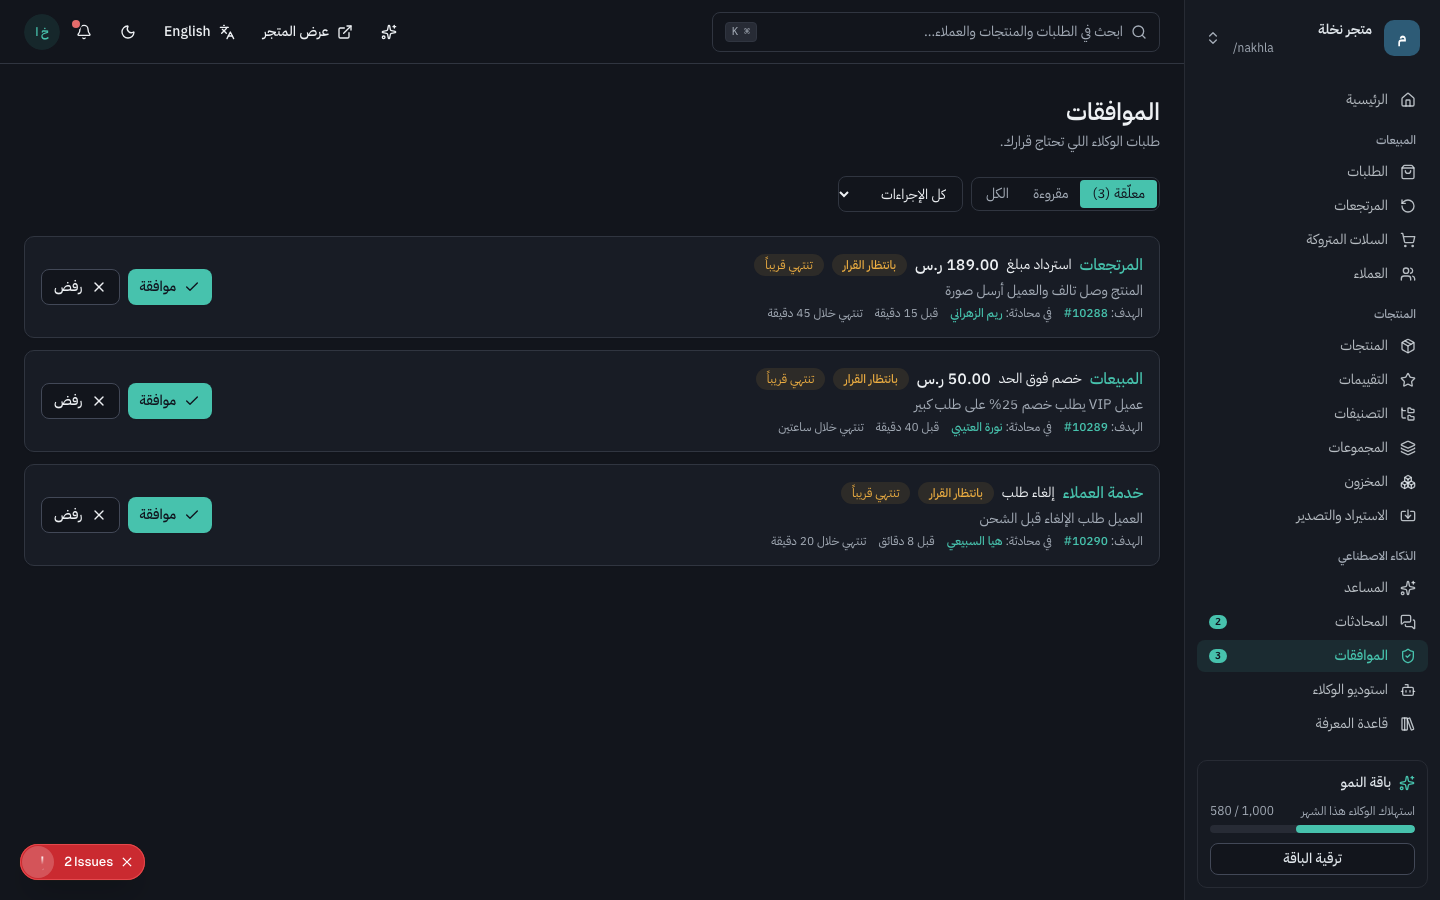 متجر نخلة
/nakhla
م
الرئيسية
المبيعات
الطلبات
المرتجعات
السلات المتروكة
العملاء
المنتجات
المنتجات
التقييمات
التصنيفات
المجموعات
المخزون
الاستيراد والتصدير
الذكاء الاصطناعي
المساعد
المحادثات 2
الموافقات 3
استوديو الوكلاء
قاعدة المعرفة
باقة النمو
استهلاك الوكلاء هذا الشهر 580 / 1,000
ترقية الباقة
ابحث في الطلبات والمنتجات والعملاء... ⌘ K
عرض المتجر
English
خ ا
الموافقات
طلبات الوكلاء اللي تحتاج قرارك.
معلّقة (3) مقروءة الكل كل الإجراءات
المرتجعات استرداد مبلغ 189.00 ر.س بانتظار القرار تنتهي قريباً
المنتج وصل تالف والعميل أرسل صورة
الهدف: #10288 في محادثة: ريم الزهراني قبل 15 دقيقة تنتهي خلال 45 دقيقة
موافقة رفض
المبيعات خصم فوق الحد 50.00 ر.س بانتظار القرار تنتهي قريباً
عميل VIP يطلب خصم 25% على طلب كبير
الهدف: #10289 في محادثة: نورة العتيبي قبل 40 دقيقة تنتهي خلال ساعتين
موافقة رفض
خدمة العملاء إلغاء طلب بانتظار القرار تنتهي قريباً
العميل طلب الإلغاء قبل الشحن
الهدف: #10290 في محادثة: هيا السبيعي قبل 8 دقائق تنتهي خلال 20 دقيقة
موافقة رفض
2 Issues